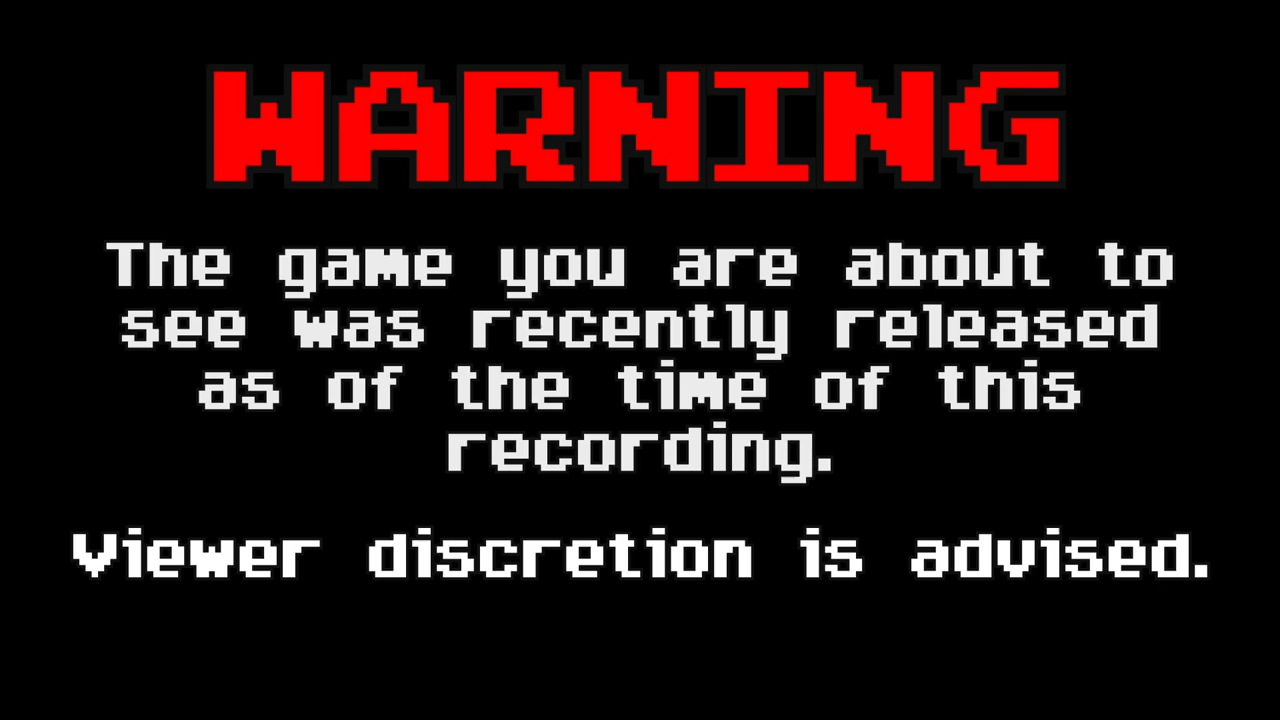 WARNING
The game you are about to
see was recently released
as of the time of this
recording.
Viewer discretion is advised.